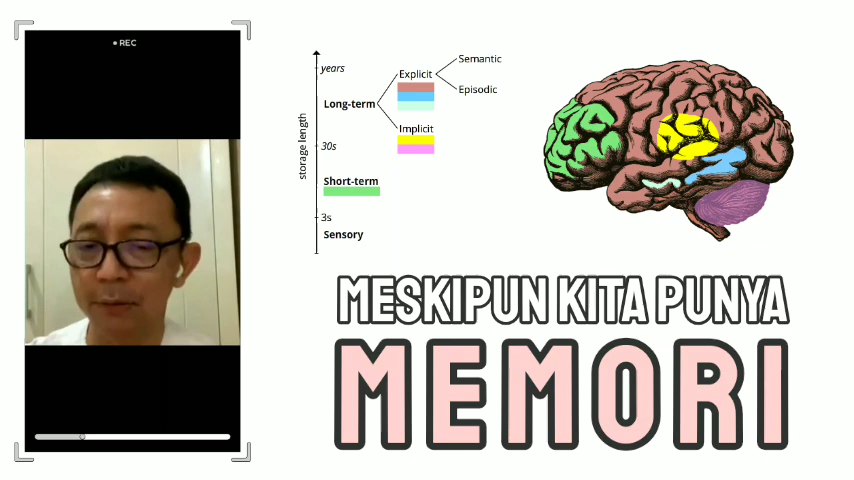 REC
years
Long-term
Explicit
Semantic
Episodic
Implicit
storage length
30s
Short-term
3s
Sensory
MESKIPUN KITA PUNYA
MEMORI